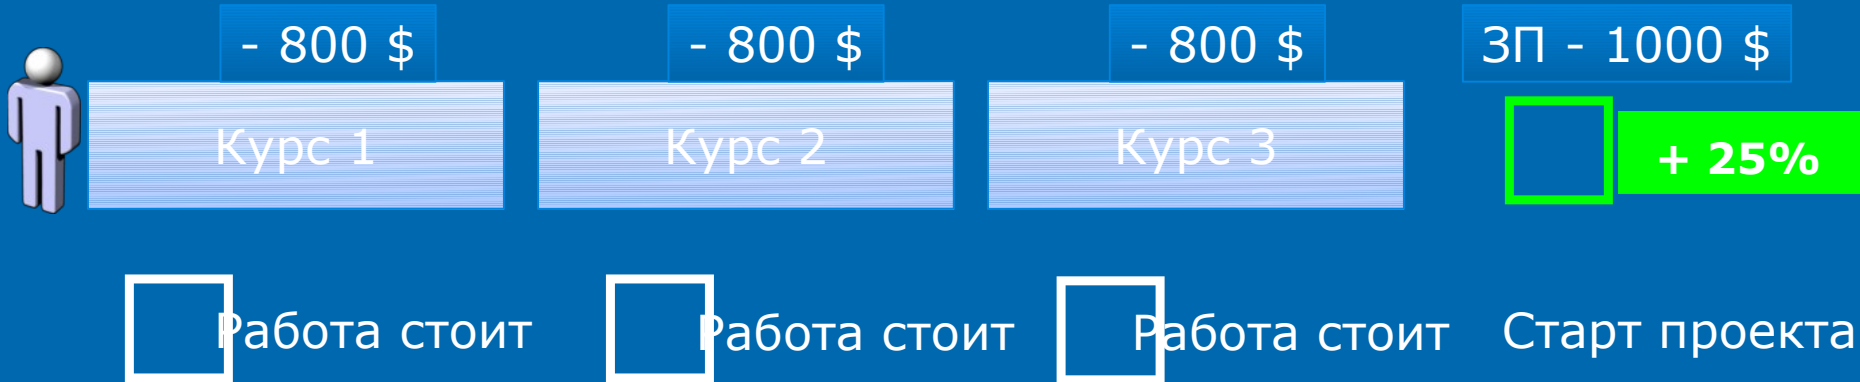 - 800 $
- 800 $
- 800 $
ЗП - 1000 $
Курс 1
Курс 2
Курс 3
+ 25%
Работа стоит
Работа стоит
Работа стоит
Старт проекта